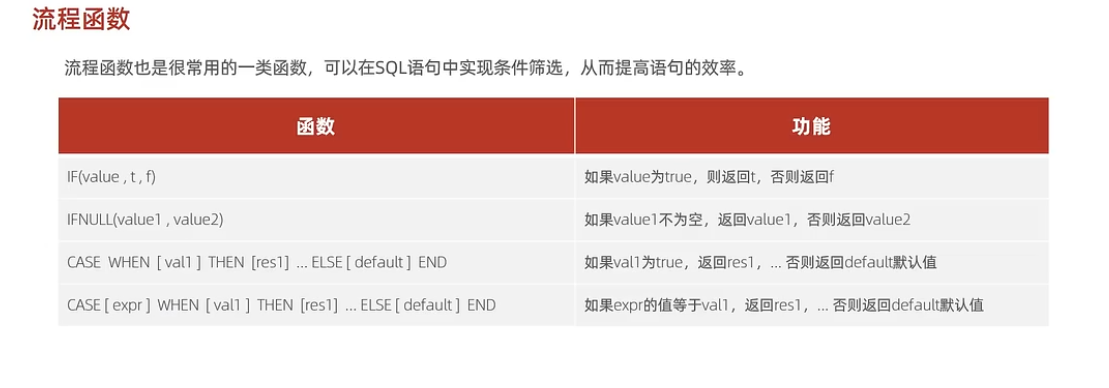 流程函数
流程函数也是很常用的一类函数，可以在SQL语句中实现条件筛选，从而提高语句的效率。
函数 功能
IF(value , t , f) 如果value为true，则返回t，否则返回f
IFNULL(value1 , value2) 如果value1不为空，返回value1，否则返回value2
CASE WHEN [ val1 ] THEN [res1] ... ELSE [ default ] END 如果val1为true，返回res1，... 否则返回default默认值
CASE [ expr ] WHEN [ val1 ] THEN [res1] ... ELSE [ default ] END 如果expr的值等于val1，返回res1，... 否则返回default默认值